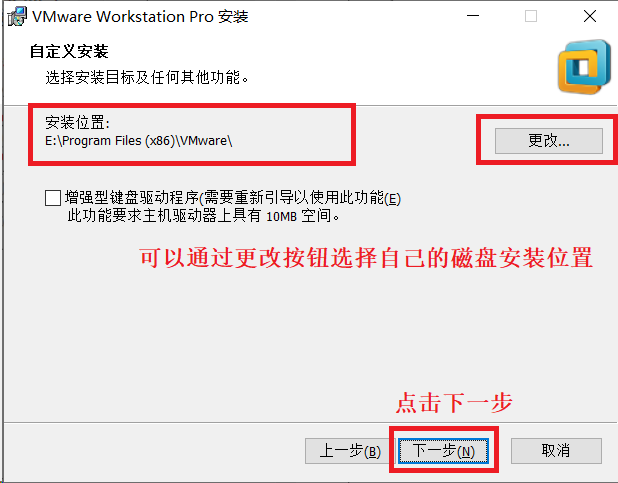 VMware Workstation Pro 安装
自定义安装
选择安装目标及任何其他功能。
安装位置:
E:\Program Files (x86)\VMware\
更改...
增强型键盘驱动程序(需要重新引导以使用此功能(E)
此功能要求主机驱动器上具有 10MB 空间。
可以通过更改按钮选择自己的磁盘安装位置
点击下一步
上一步(B) 下一步(N) 取消